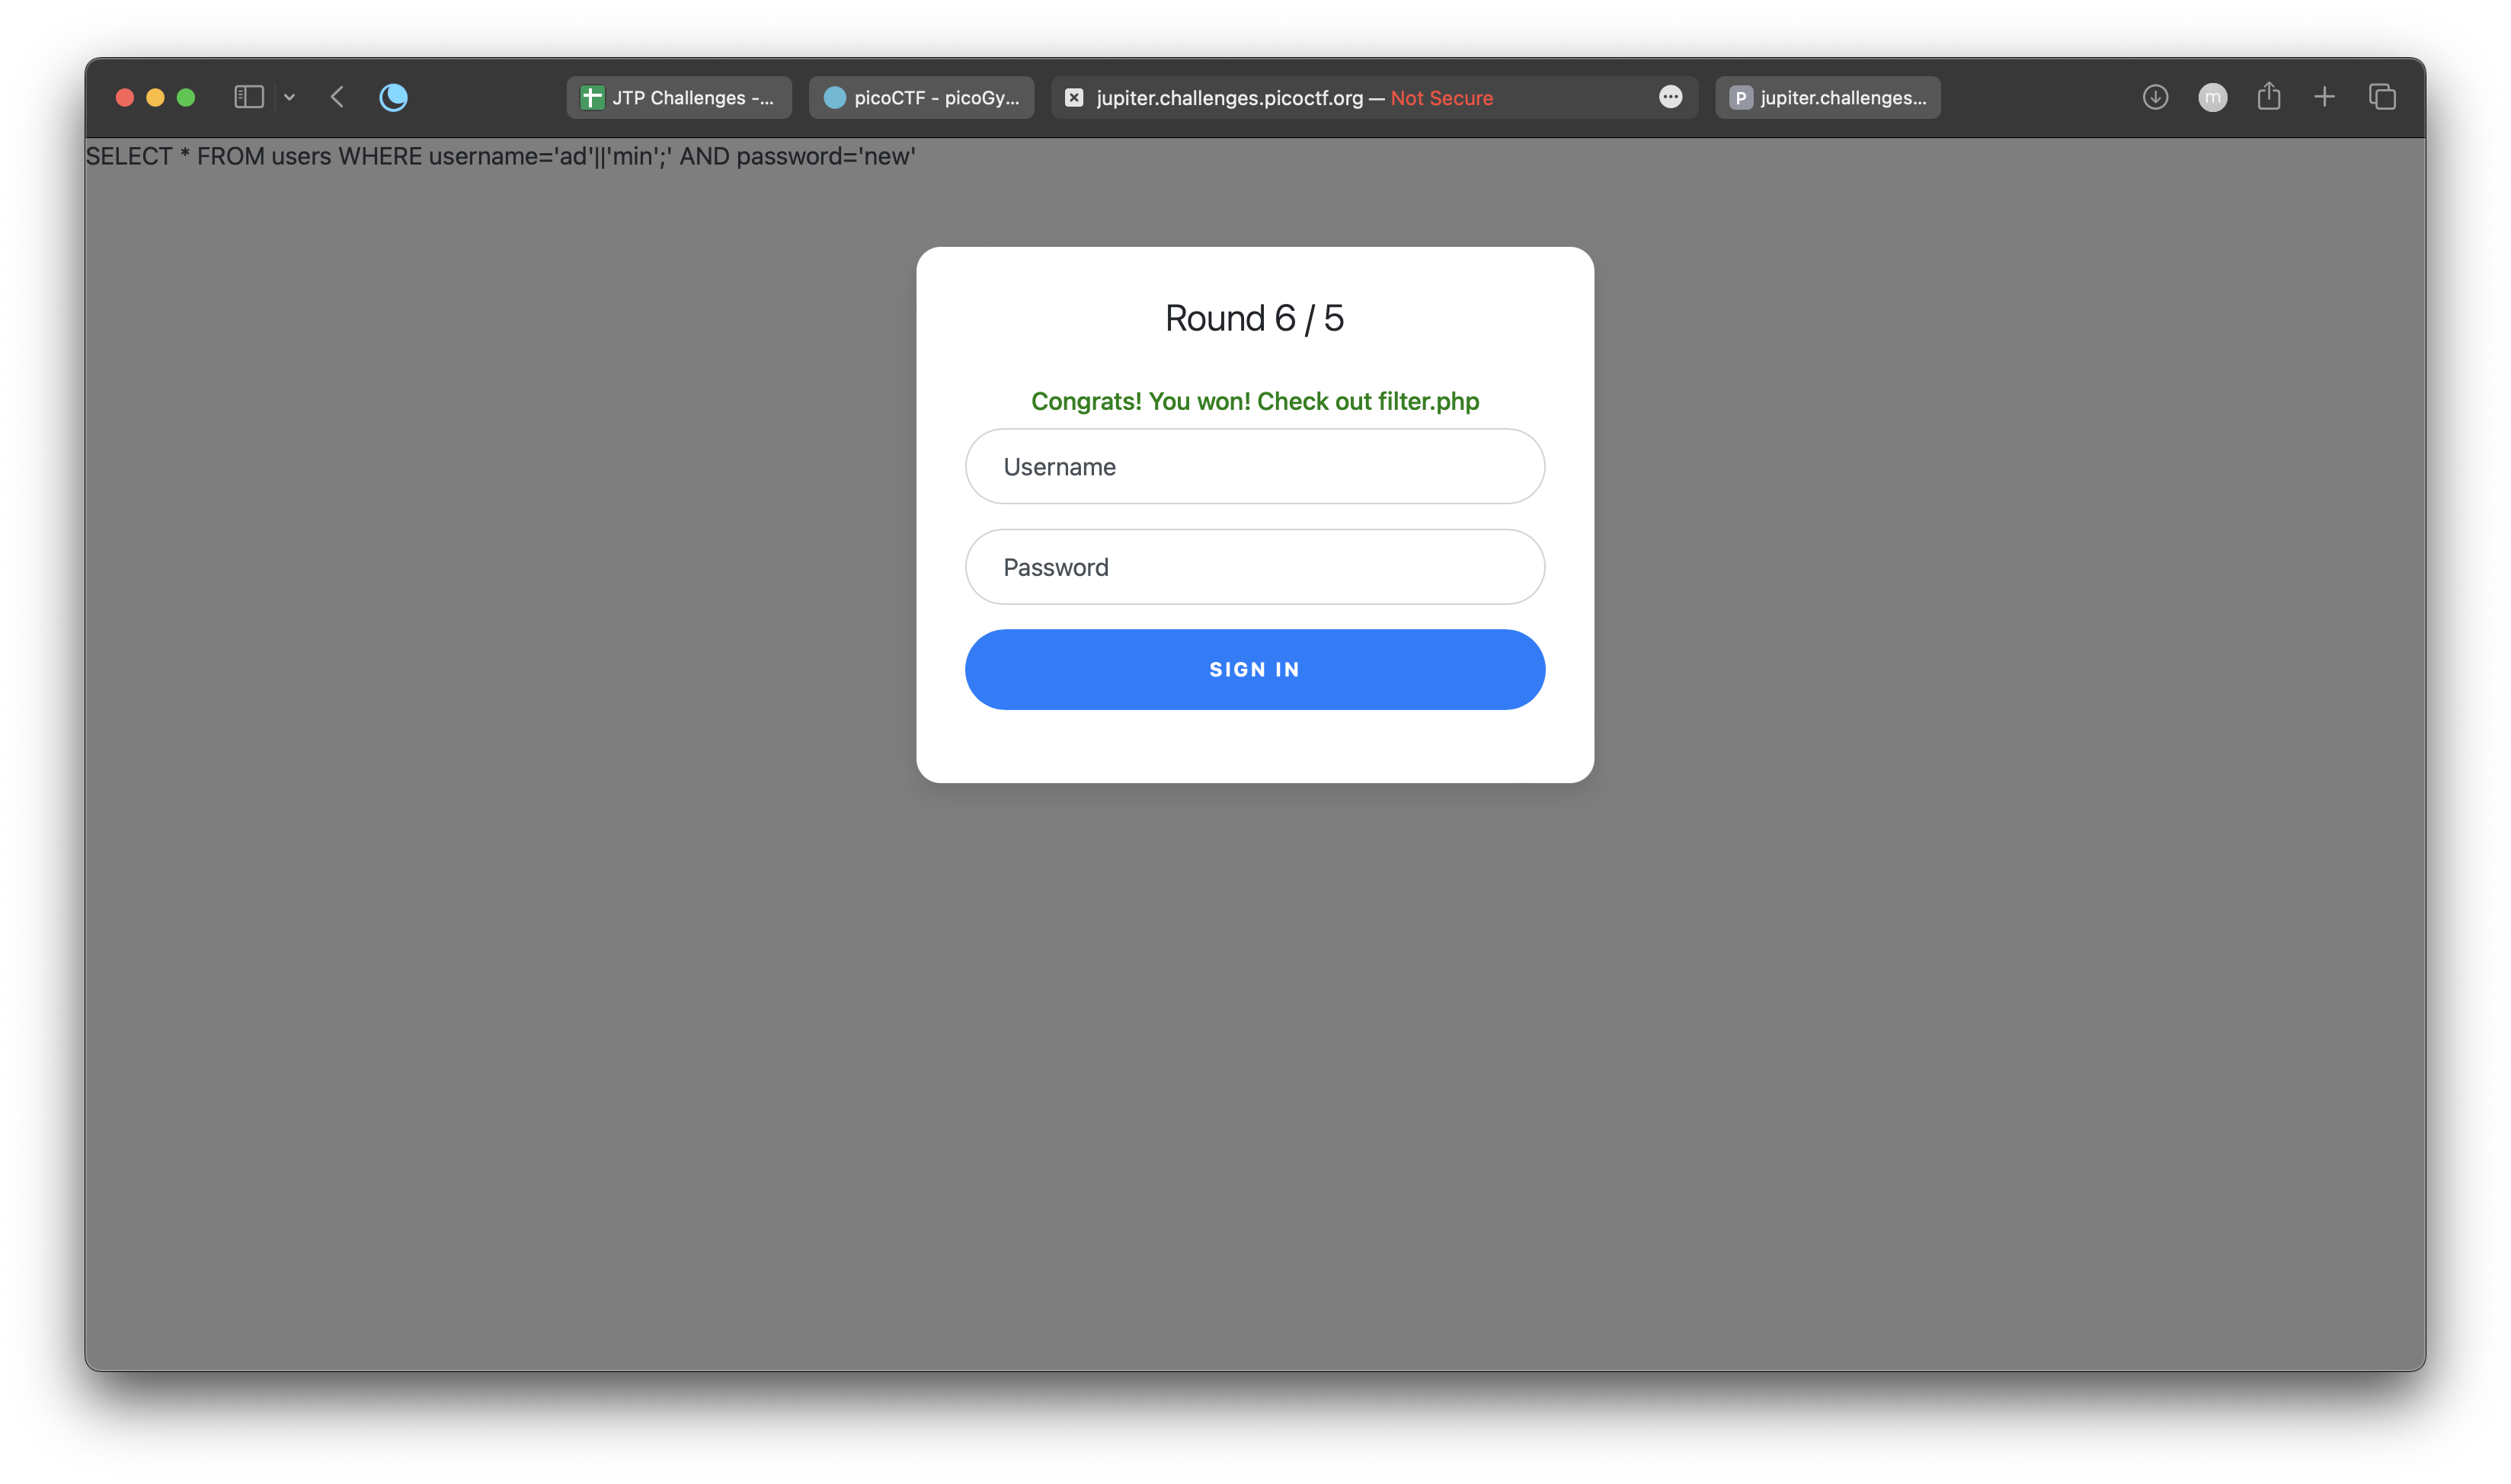 JTP Challenges -... picoCTF - picoGy... jupiter.challenges.picoctf.org — Not Secure P jupiter.challenges... m
SELECT * FROM users WHERE username='ad'||'min';' AND password='new'
Round 6 / 5
Congrats! You won! Check out filter.php
Username
Password
SIGN IN